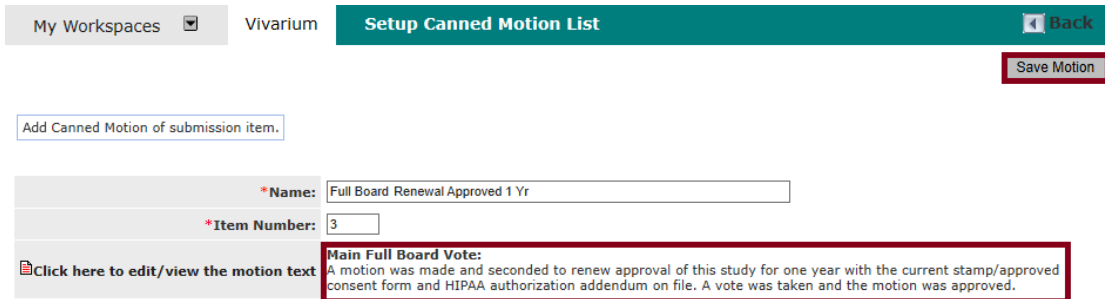 My Workspaces Vivarium Setup Canned Motion List Back
Save Motion
Add Canned Motion of submission item.
*Name: Full Board Renewal Approved 1 Yr
*Item Number: 3
Click here to edit/view the motion text
Main Full Board Vote:
A motion was made and seconded to renew approval of this study for one year with the current stamp/approved
consent form and HIPAA authorization addendum on file. A vote was taken and the motion was approved.